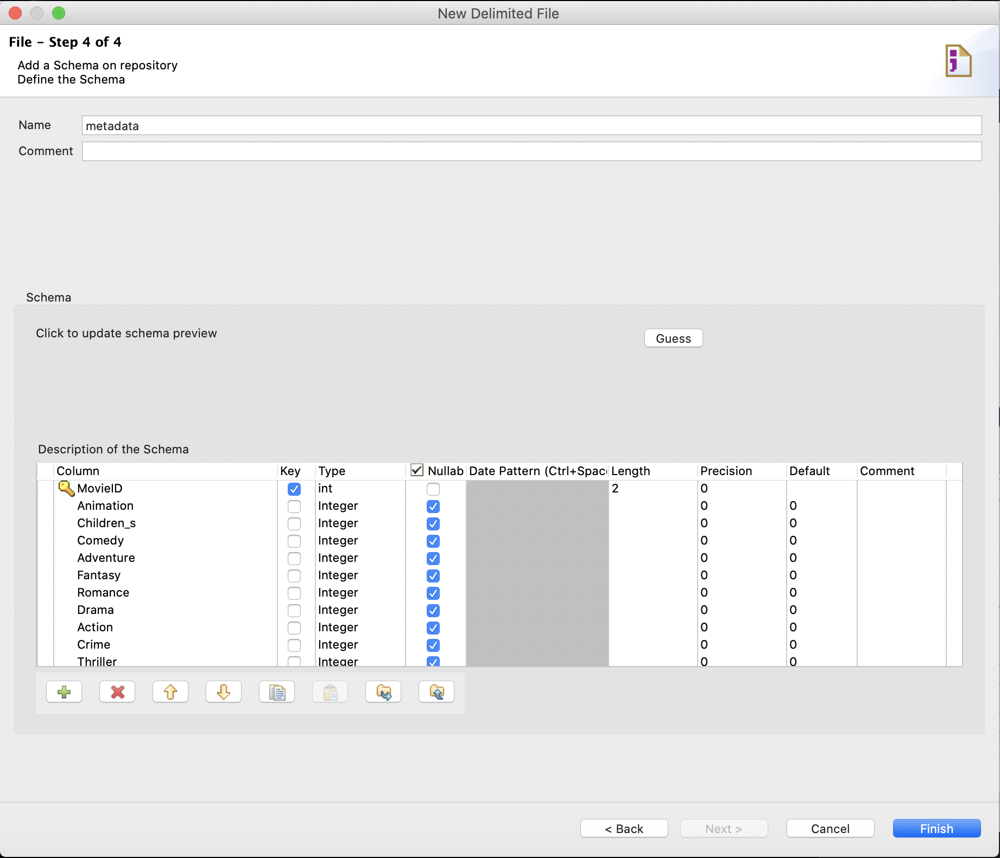 New Delimited File
File – Step 4 of 4
Add a Schema on repository
Define the Schema
Name metadata
Comment
Schema
Click to update schema preview Guess
Description of the Schema
Column Key Type Nullab Date Pattern (Ctrl+Spac Length Precision Default Comment
MovieID int 2 0
Animation Integer 0 0
Children_s Integer 0 0
Comedy Integer 0 0
Adventure Integer 0 0
Fantasy Integer 0 0
Romance Integer 0 0
Drama Integer 0 0
Action Integer 0 0
Crime Integer 0 0
Thriller Integer 0 0
< Back Next > Cancel Finish